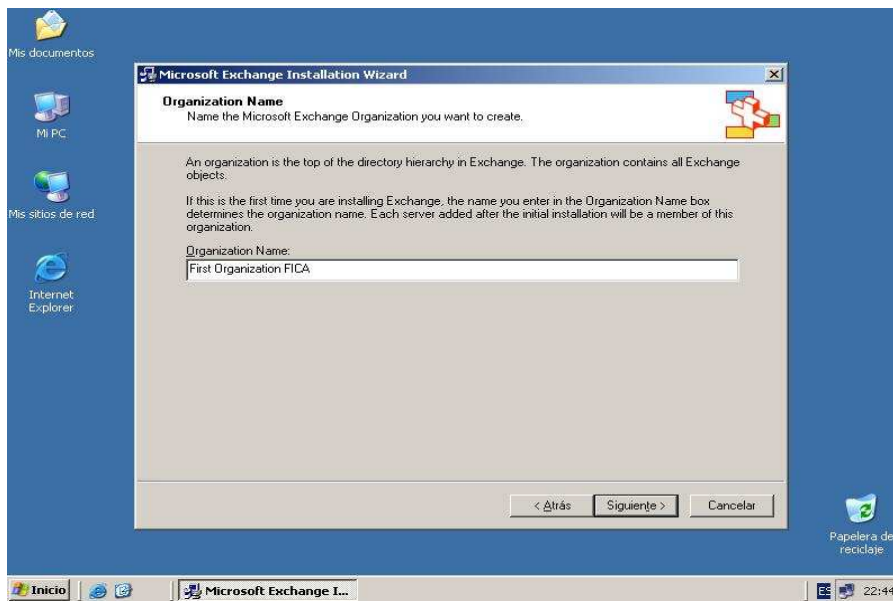 Mis documentos
Mi PC
Mis sitios de red
Internet
Explorer
Microsoft Exchange Installation Wizard
Organization Name
Name the Microsoft Exchange Organization you want to create.
An organization is the top of the directory hierarchy in Exchange. The organization contains all Exchange
objects.
If this is the first time you are installing Exchange, the name you enter in the Organization Name box
determines the organization name. Each server added after the initial installation will be a member of this
organization.
Organization Name:
First Organization FICA
< Atrás
Siguiente >
Cancelar
Papelera de
reciclaje
Inicio
Microsoft Exchange I...
ES
22:44